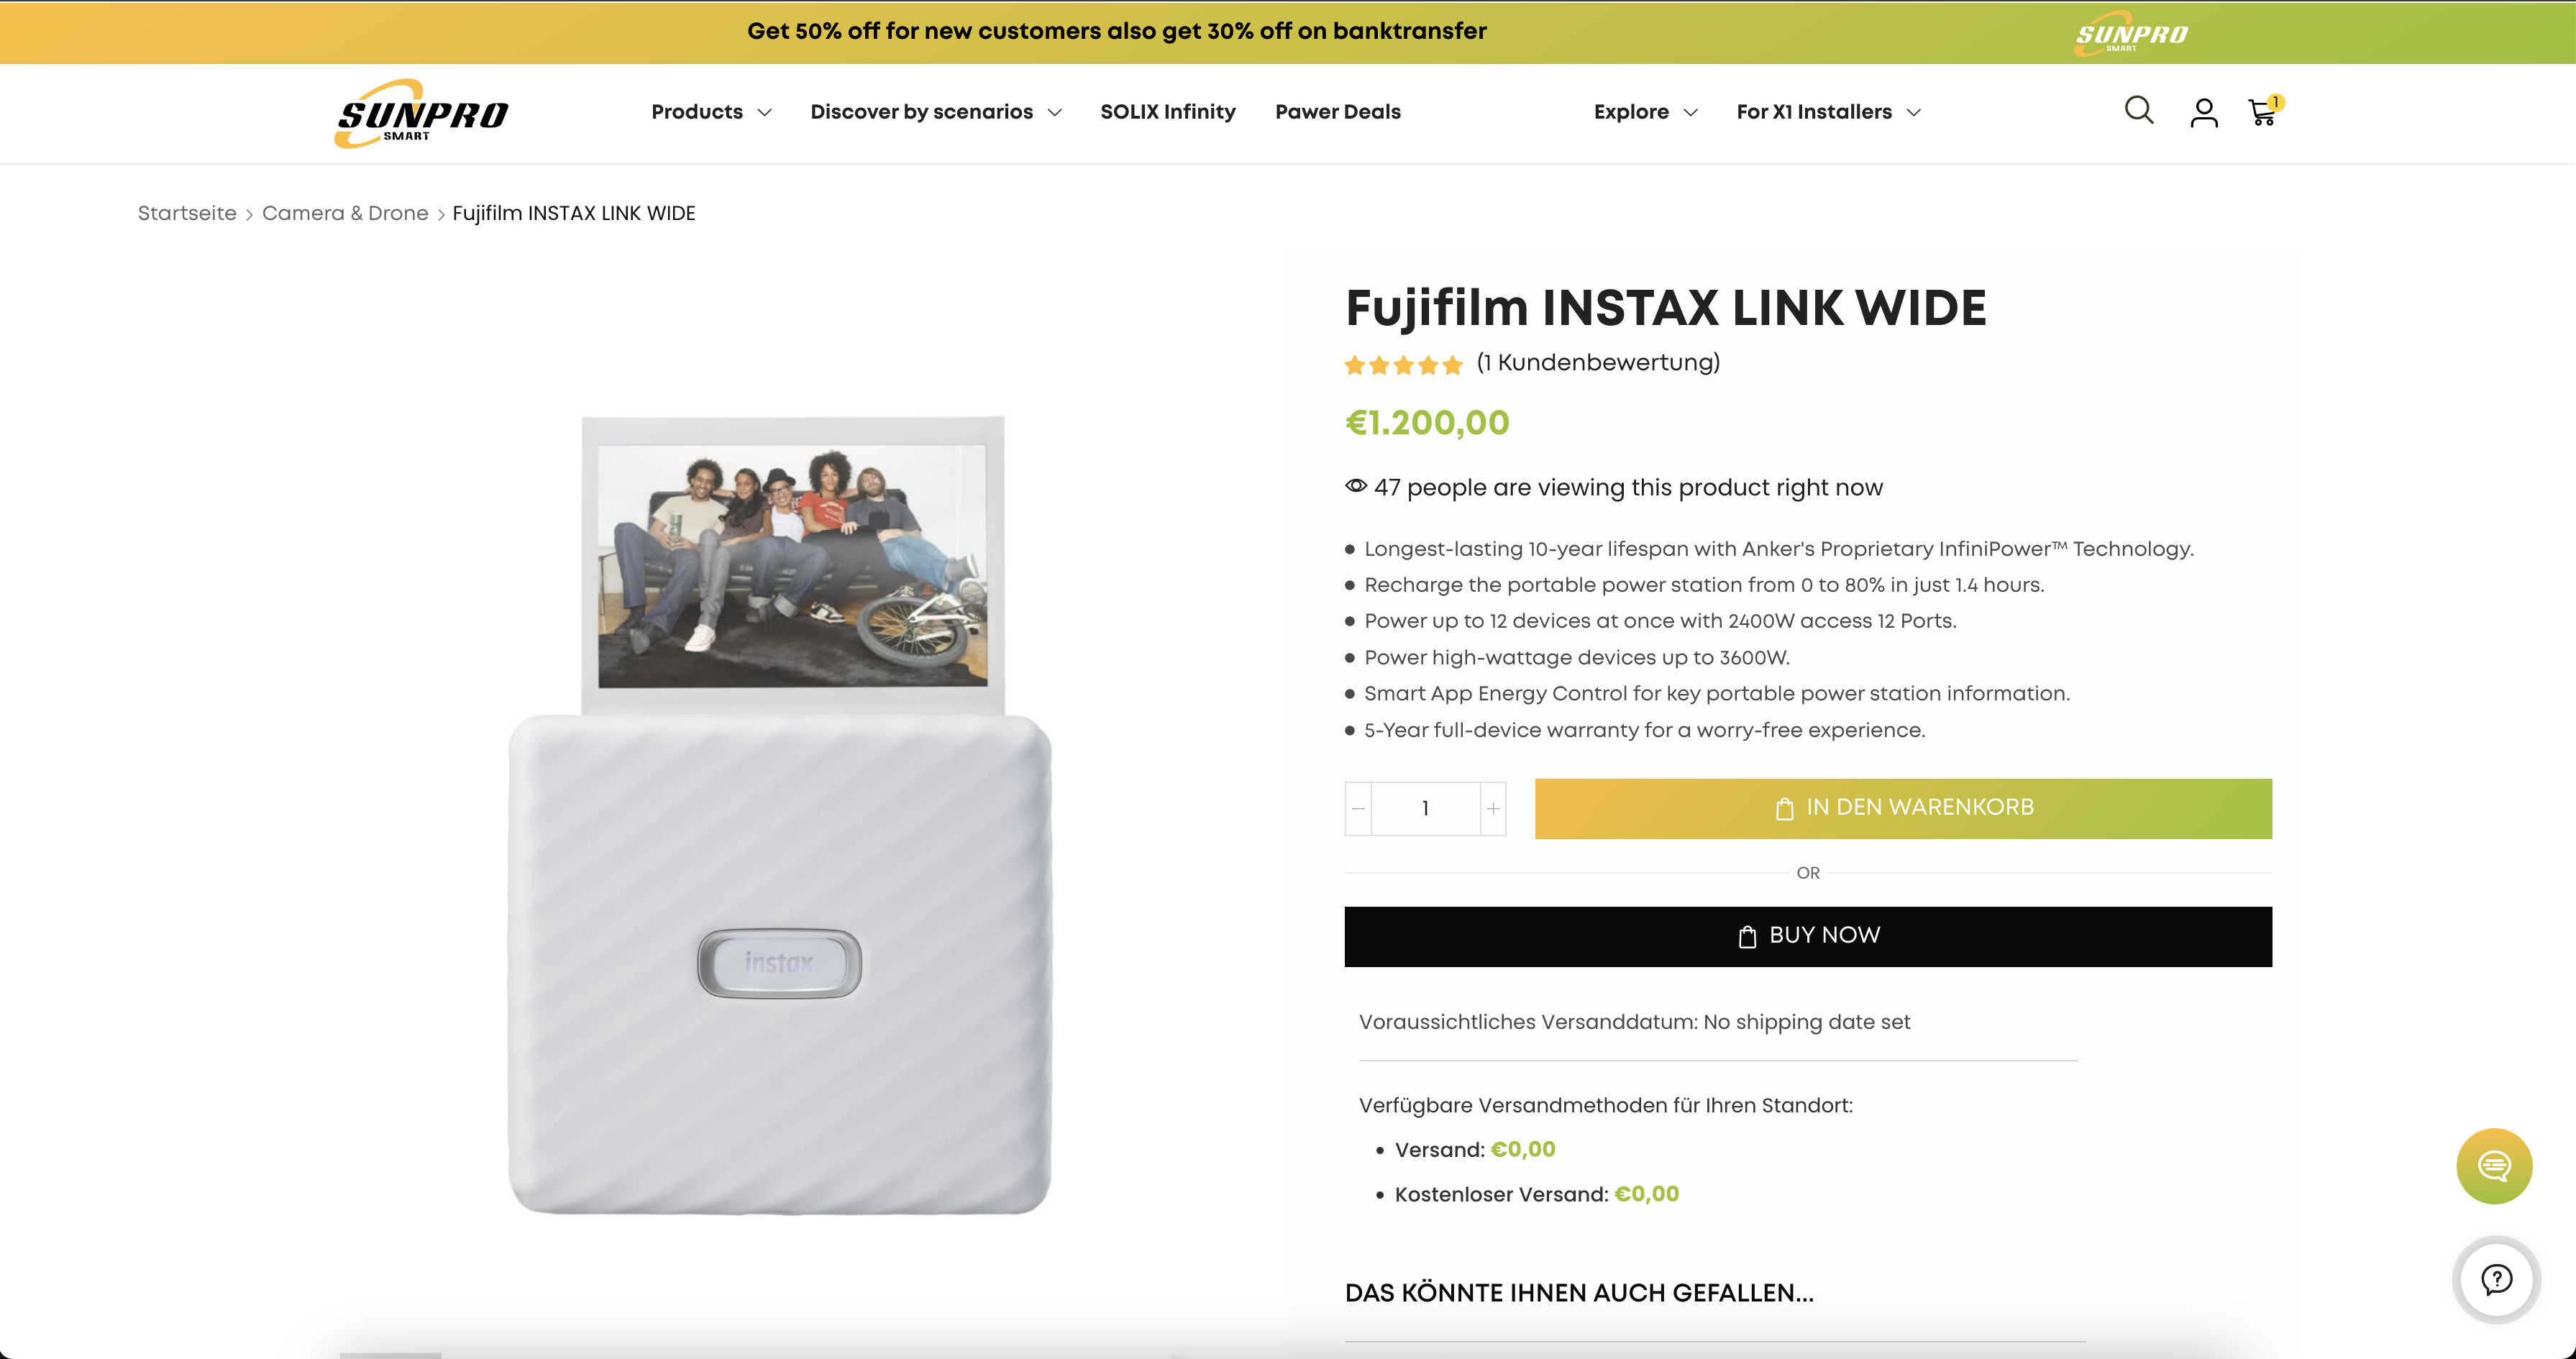 Get 50% off for new customers also get 30% off on banktransfer
SUNPRO
SMART
SUNPRO
SMART
Products
Discover by scenarios
SOLIX Infinity
Pawer Deals
Explore
For X1 Installers
1
Startseite > Camera & Drone > Fujifilm INSTAX LINK WIDE
instax
Fujifilm INSTAX LINK WIDE
(1 Kundenbewertung)
€1.200,00
47 people are viewing this product right now
Longest-lasting 10-year lifespan with Anker's Proprietary InfiniPower™ Technology.
Recharge the portable power station from 0 to 80% in just 1.4 hours.
Power up to 12 devices at once with 2400W access 12 Ports.
Power high-wattage devices up to 3600W.
Smart App Energy Control for key portable power station information.
5-Year full-device warranty for a worry-free experience.
− 1 +
IN DEN WARENKORB
OR
BUY NOW
Voraussichtliches Versanddatum: No shipping date set
Verfügbare Versandmethoden für Ihren Standort:
Versand: €0,00
Kostenloser Versand: €0,00
DAS KÖNNTE IHNEN AUCH GEFALLEN...